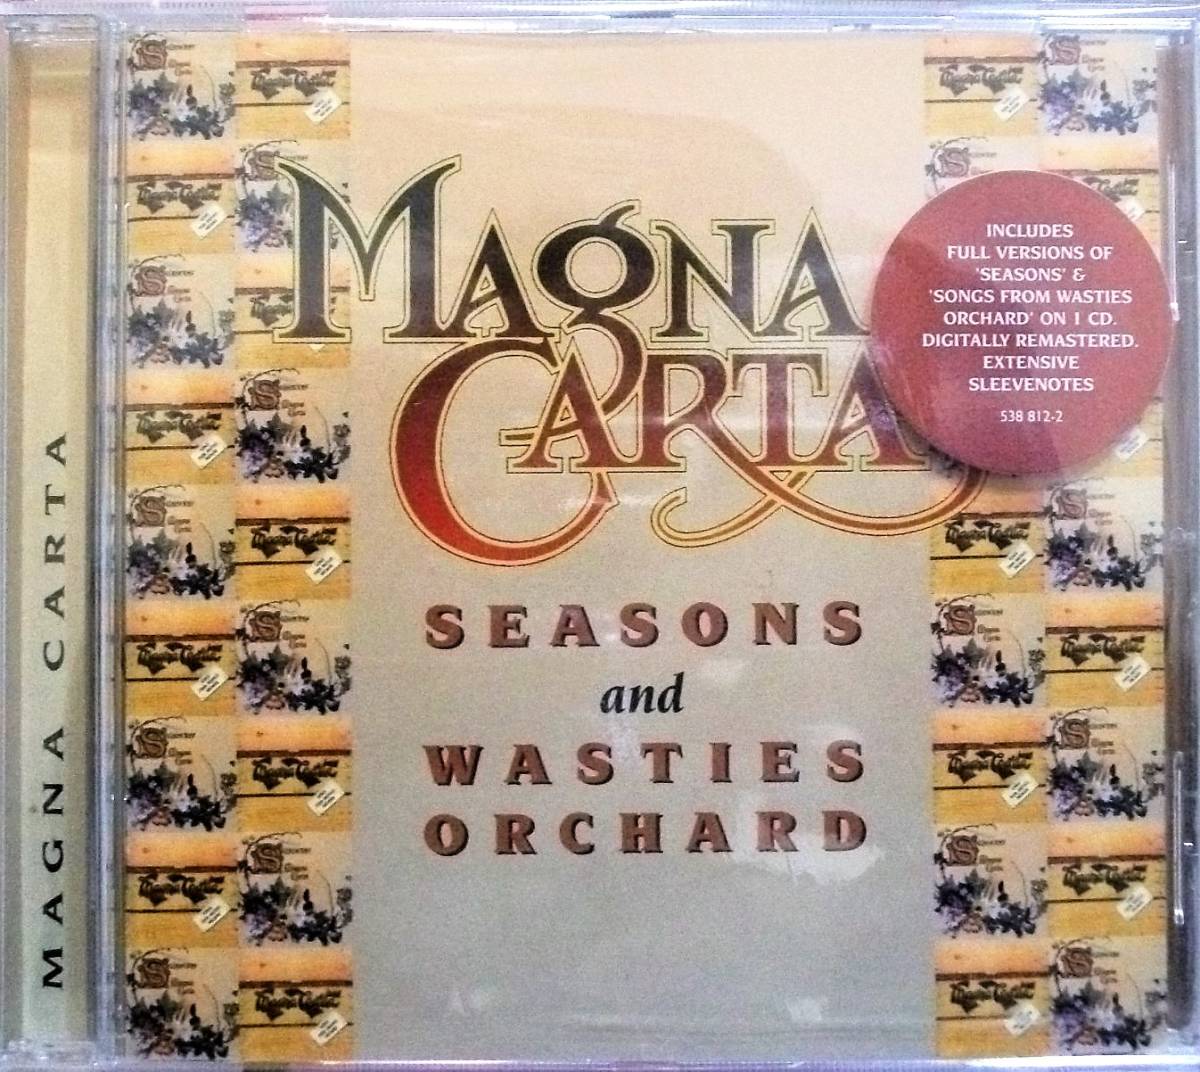 MAGNA CARTA
MAGNA
CARTA
INCLUDES
FULL VERSIONS OF
'SEASONS' &
'SONGS FROM WASTIES
ORCHARD' ON 1 CD.
DIGITALLY REMASTERED.
EXTENSIVE
SLEEVENOTES
538 812-2
SEASONS
and
WASTIES
ORCHARD